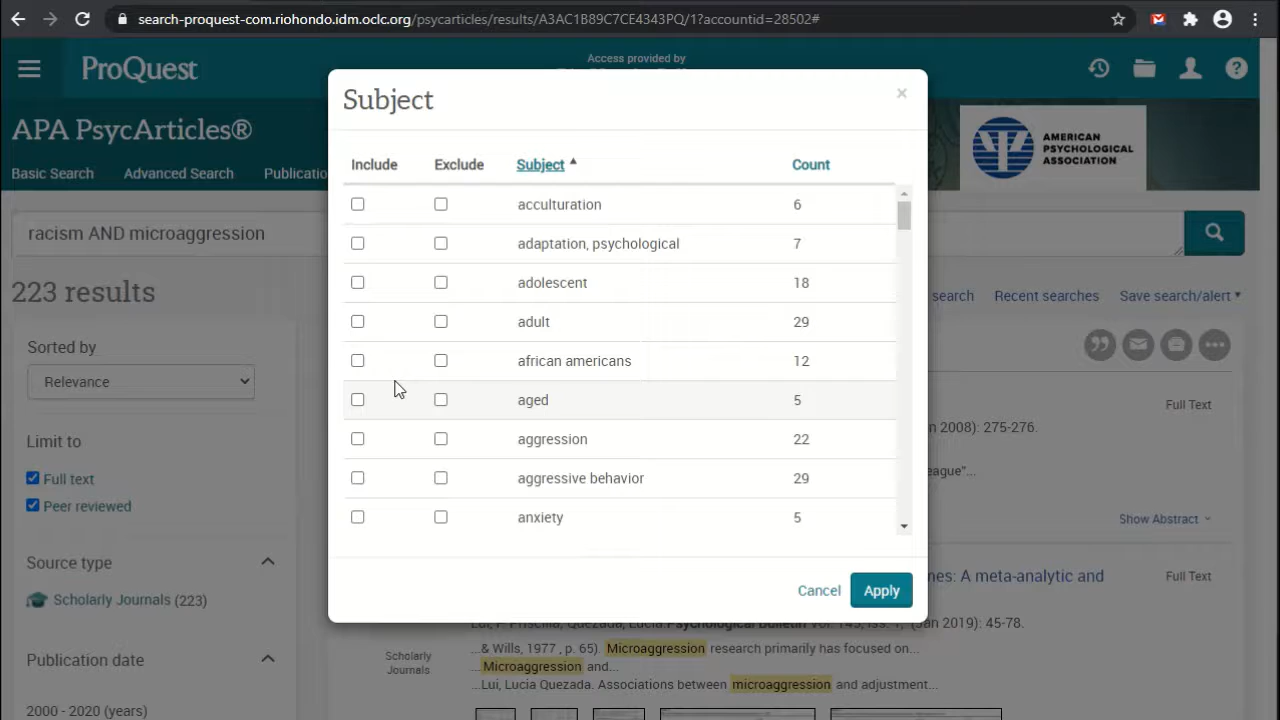 search-proquest-com.riohondo.idm.oclc.org/psycarticles/results/A3AC1B89C7CE4343PQ/1?accountid=28502#
ProQuest
Access provided by
APA PsycArticles®
AMERICAN
PSYCHOLOGICAL
ASSOCIATION
Basic Search Advanced Search Publicatio
racism AND microaggression
223 results
search Recent searches Save search/alert
Sorted by
Relevance
Limit to
Full text
Peer reviewed
Source type
Scholarly Journals (223)
Publication date
2000 - 2020 (years)
Subject
×
Include Exclude Subject Count
acculturation 6
adaptation, psychological 7
adolescent 18
adult 29
african americans 12
aged 5
aggression 22
aggressive behavior 29
anxiety 5
Cancel Apply
Full Text
n 2008): 275-276.
eague"...
Show Abstract
nes: A meta-analytic and Full Text
Lui, P. Priscilla; Quezada, Lucia. Psychological Bulletin Vol. 145, Iss. 1, (Jan 2019): 45-78.
Scholarly
Journals
...& Wills, 1977 , p. 65). Microaggression research primarily has focused on...
...Microaggression and...
...Lui, Lucia Quezada. Associations between microaggression and adjustment...